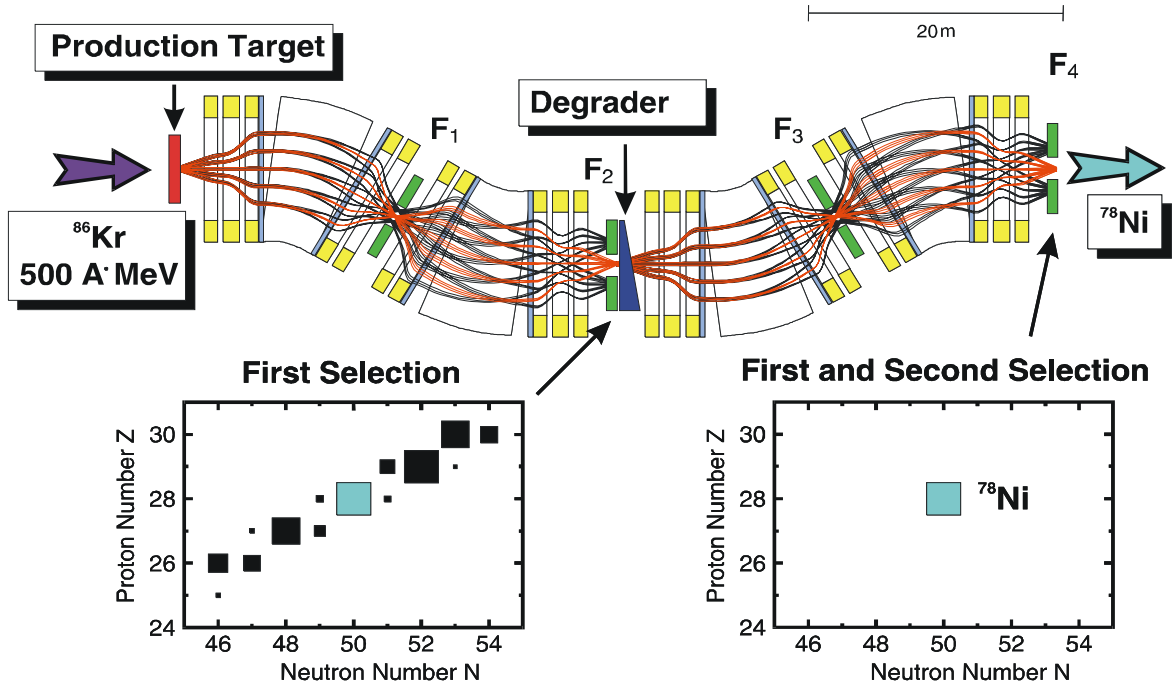 Production Target
20m
F4
Degrader
F1
F3
F2
86Kr
500 A·MeV
78Ni
First Selection
First and Second Selection
Proton Number Z
30
28
26
24
46 48 50 52 54
Neutron Number N
Proton Number Z
30
28
26
24
78Ni
46 48 50 52 54
Neutron Number N